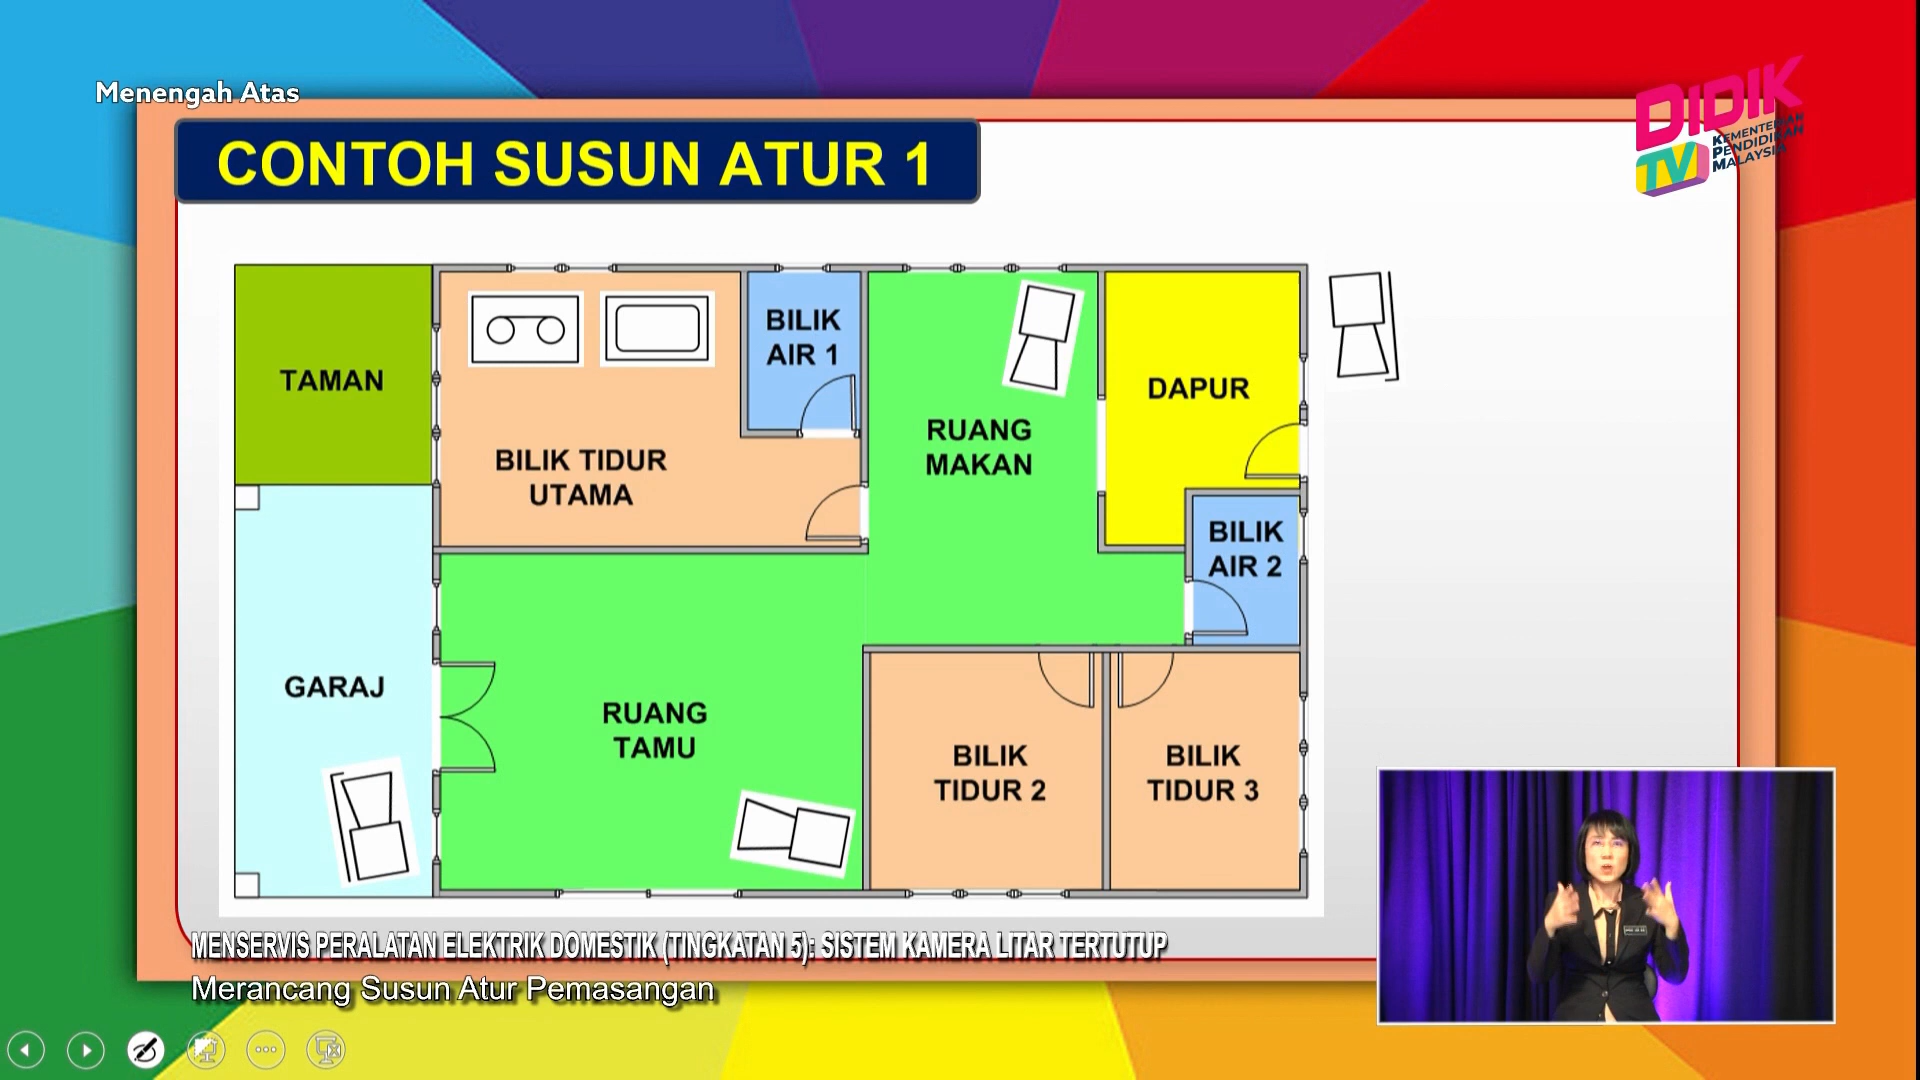 Menengah Atas
DIDIK
TV
KEMENTERIAN
PENDIDIKAN
MALAYSIA
CONTOH SUSUN ATUR 1
TAMAN
BILIK
AIR 1
DAPUR
RUANG
MAKAN
BILIK TIDUR
UTAMA
BILIK
AIR 2
GARAJ
RUANG
TAMU
BILIK
TIDUR 2
BILIK
TIDUR 3
MENSERVIS PERALATAN ELEKTRIK DOMESTIK (TINGKATAN 5): SISTEM KAMERA LITAR TERTUTUP
Merancang Susun Atur Pemasangan